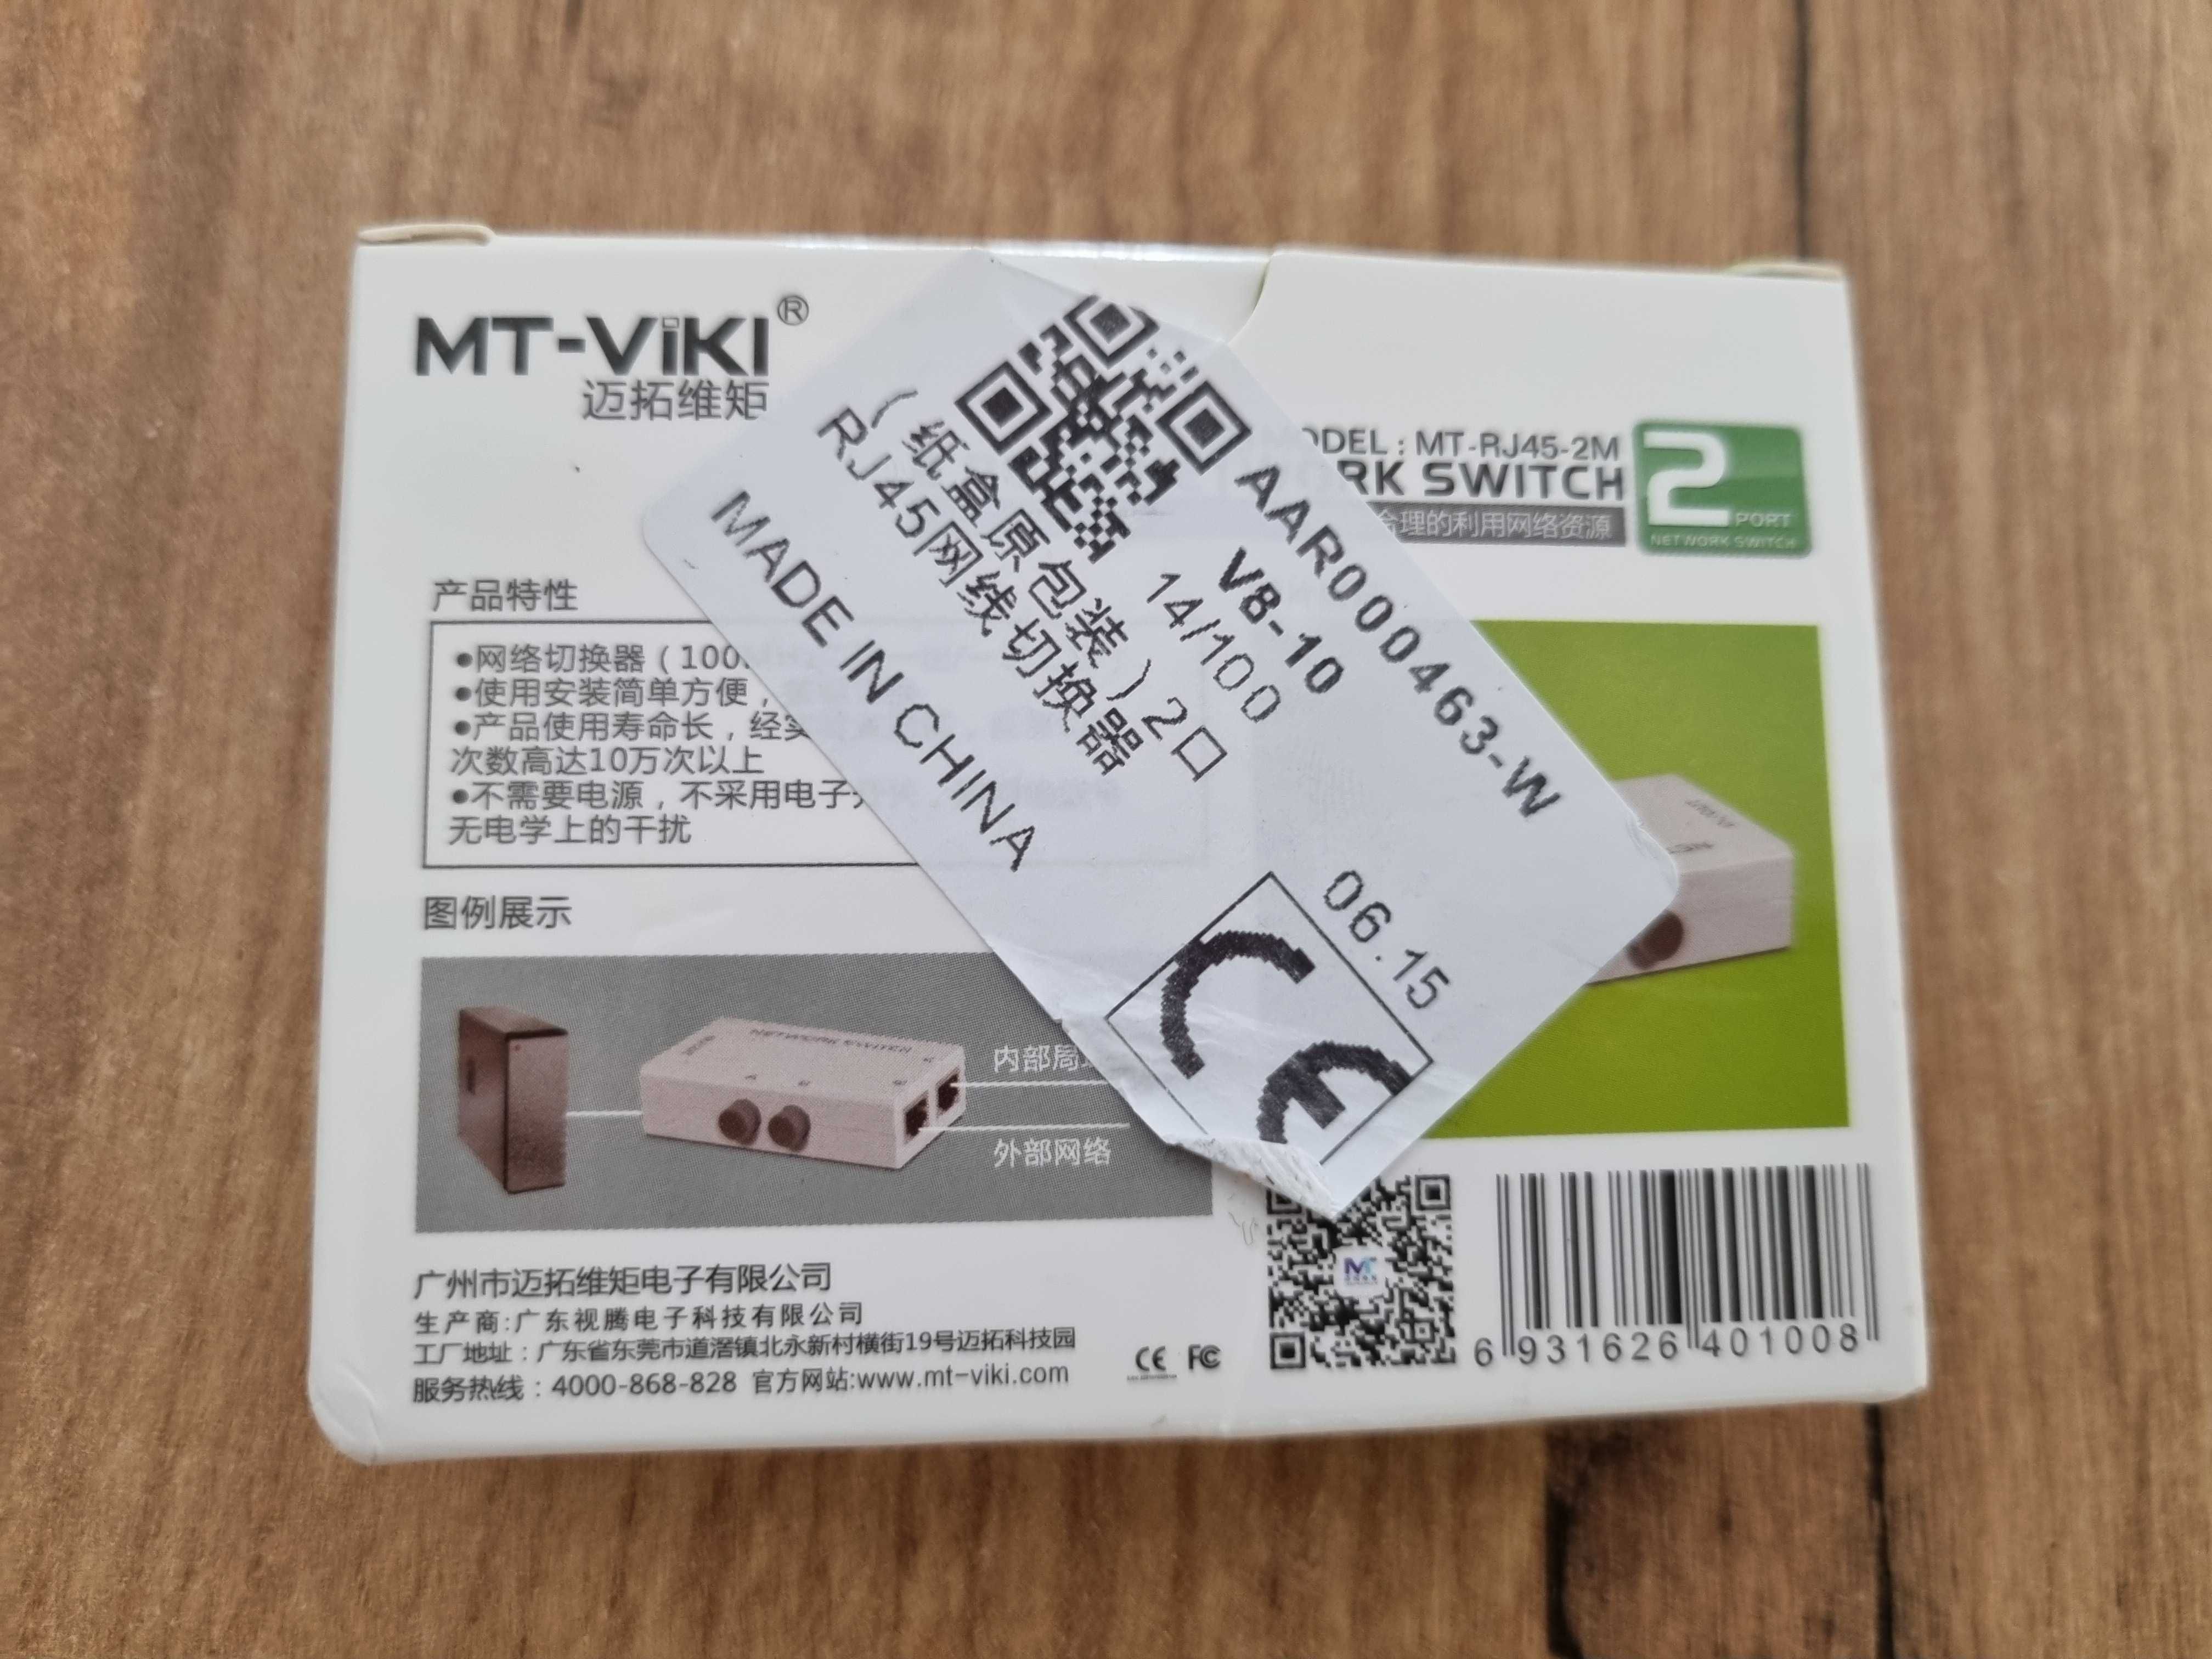 MT-ViKI®
迈拓维矩
MODEL : MT-RJ45-2M
SWITCH
合理的利用网络资源
2
PORT
NETWORK SWITCH
产品特性
●网络切换器（100
●使用安装简单方便，
●产品使用寿命长，经实
次数高达10万次以上
●不需要电源，不采用电子开
无电学上的干扰
图例展示
NETWORK SWITCH
内部局
外部网络
AAR000463-W
V8-10
14/100
（纸盒原包装）2口
RJ45网线切换器
MADE IN CHINA
06.15
CE
广州市迈拓维矩电子有限公司
生产商:广东视腾电子科技有限公司
工厂地址：广东省东莞市道滘镇北永新村横街19号迈拓科技园
服务热线：4000-868-828 官方网站:www.mt-viki.com
CE FC
6 931626 401008